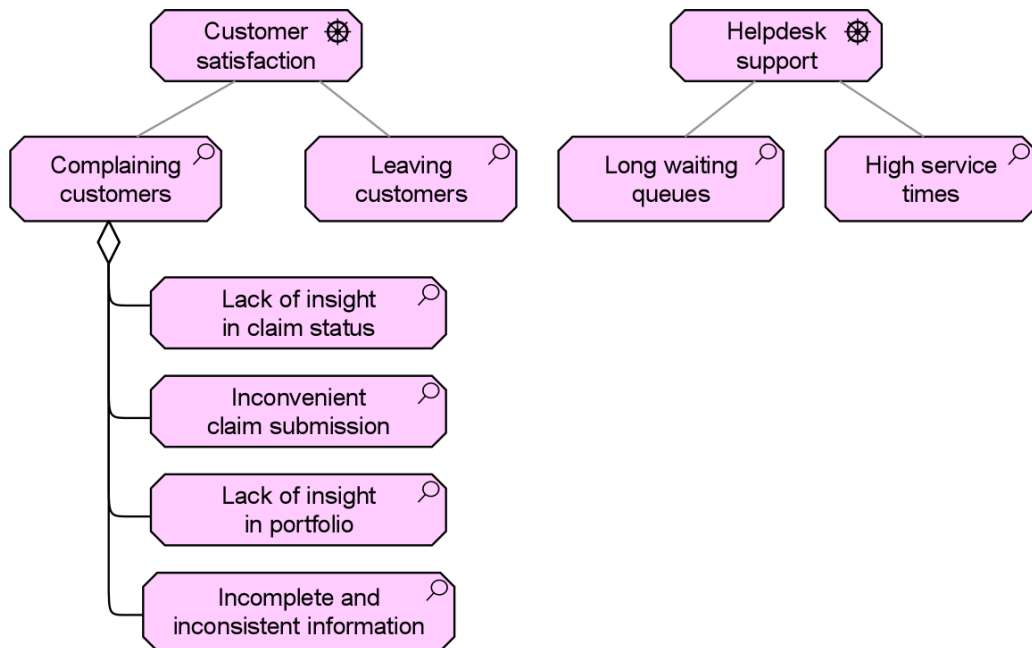 Customer
satisfaction
Helpdesk
support
Complaining
customers
Leaving
customers
Long waiting
queues
High service
times
Lack of insight
in claim status
Inconvenient
claim submission
Lack of insight
in portfolio
Incomplete and
inconsistent information